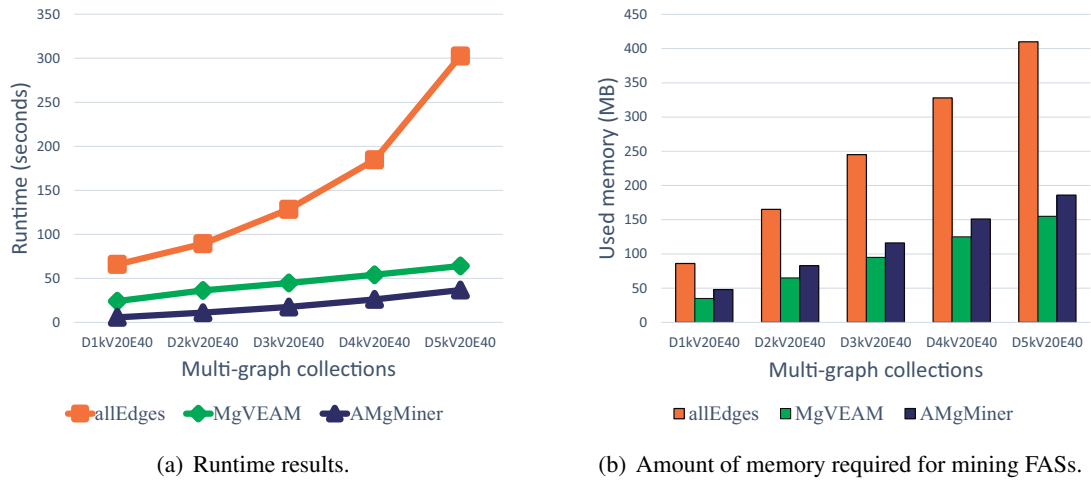 350
300
250
200
150
100
50
0
Runtime (seconds)
D1kV20E40 D2kV20E40 D3kV20E40 D4kV20E40 D5kV20E40
Multi-graph collections
allEdges MgVEAM AMgMiner
(a) Runtime results.
450
400
350
300
250
200
150
100
50
0
Used memory (MB)
D1kV20E40 D2kV20E40 D3kV20E40 D4kV20E40 D5kV20E40
Multi-graph collections
allEdges MgVEAM AMgMiner
(b) Amount of memory required for mining FASs.